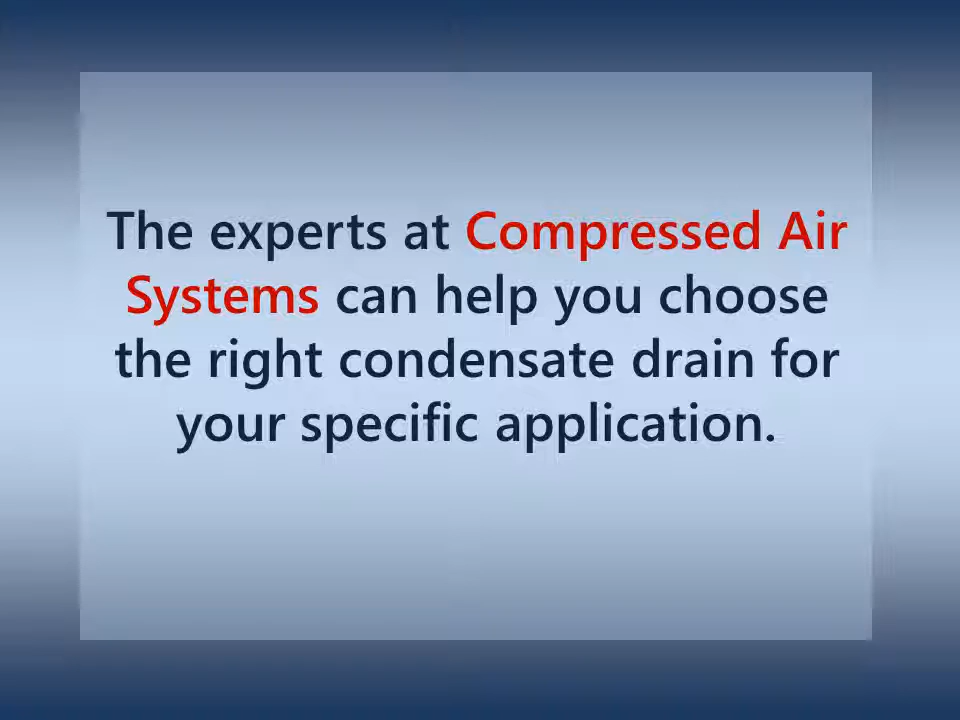 The experts at Compressed Air
Systems can help you choose
the right condensate drain for
your specific application.